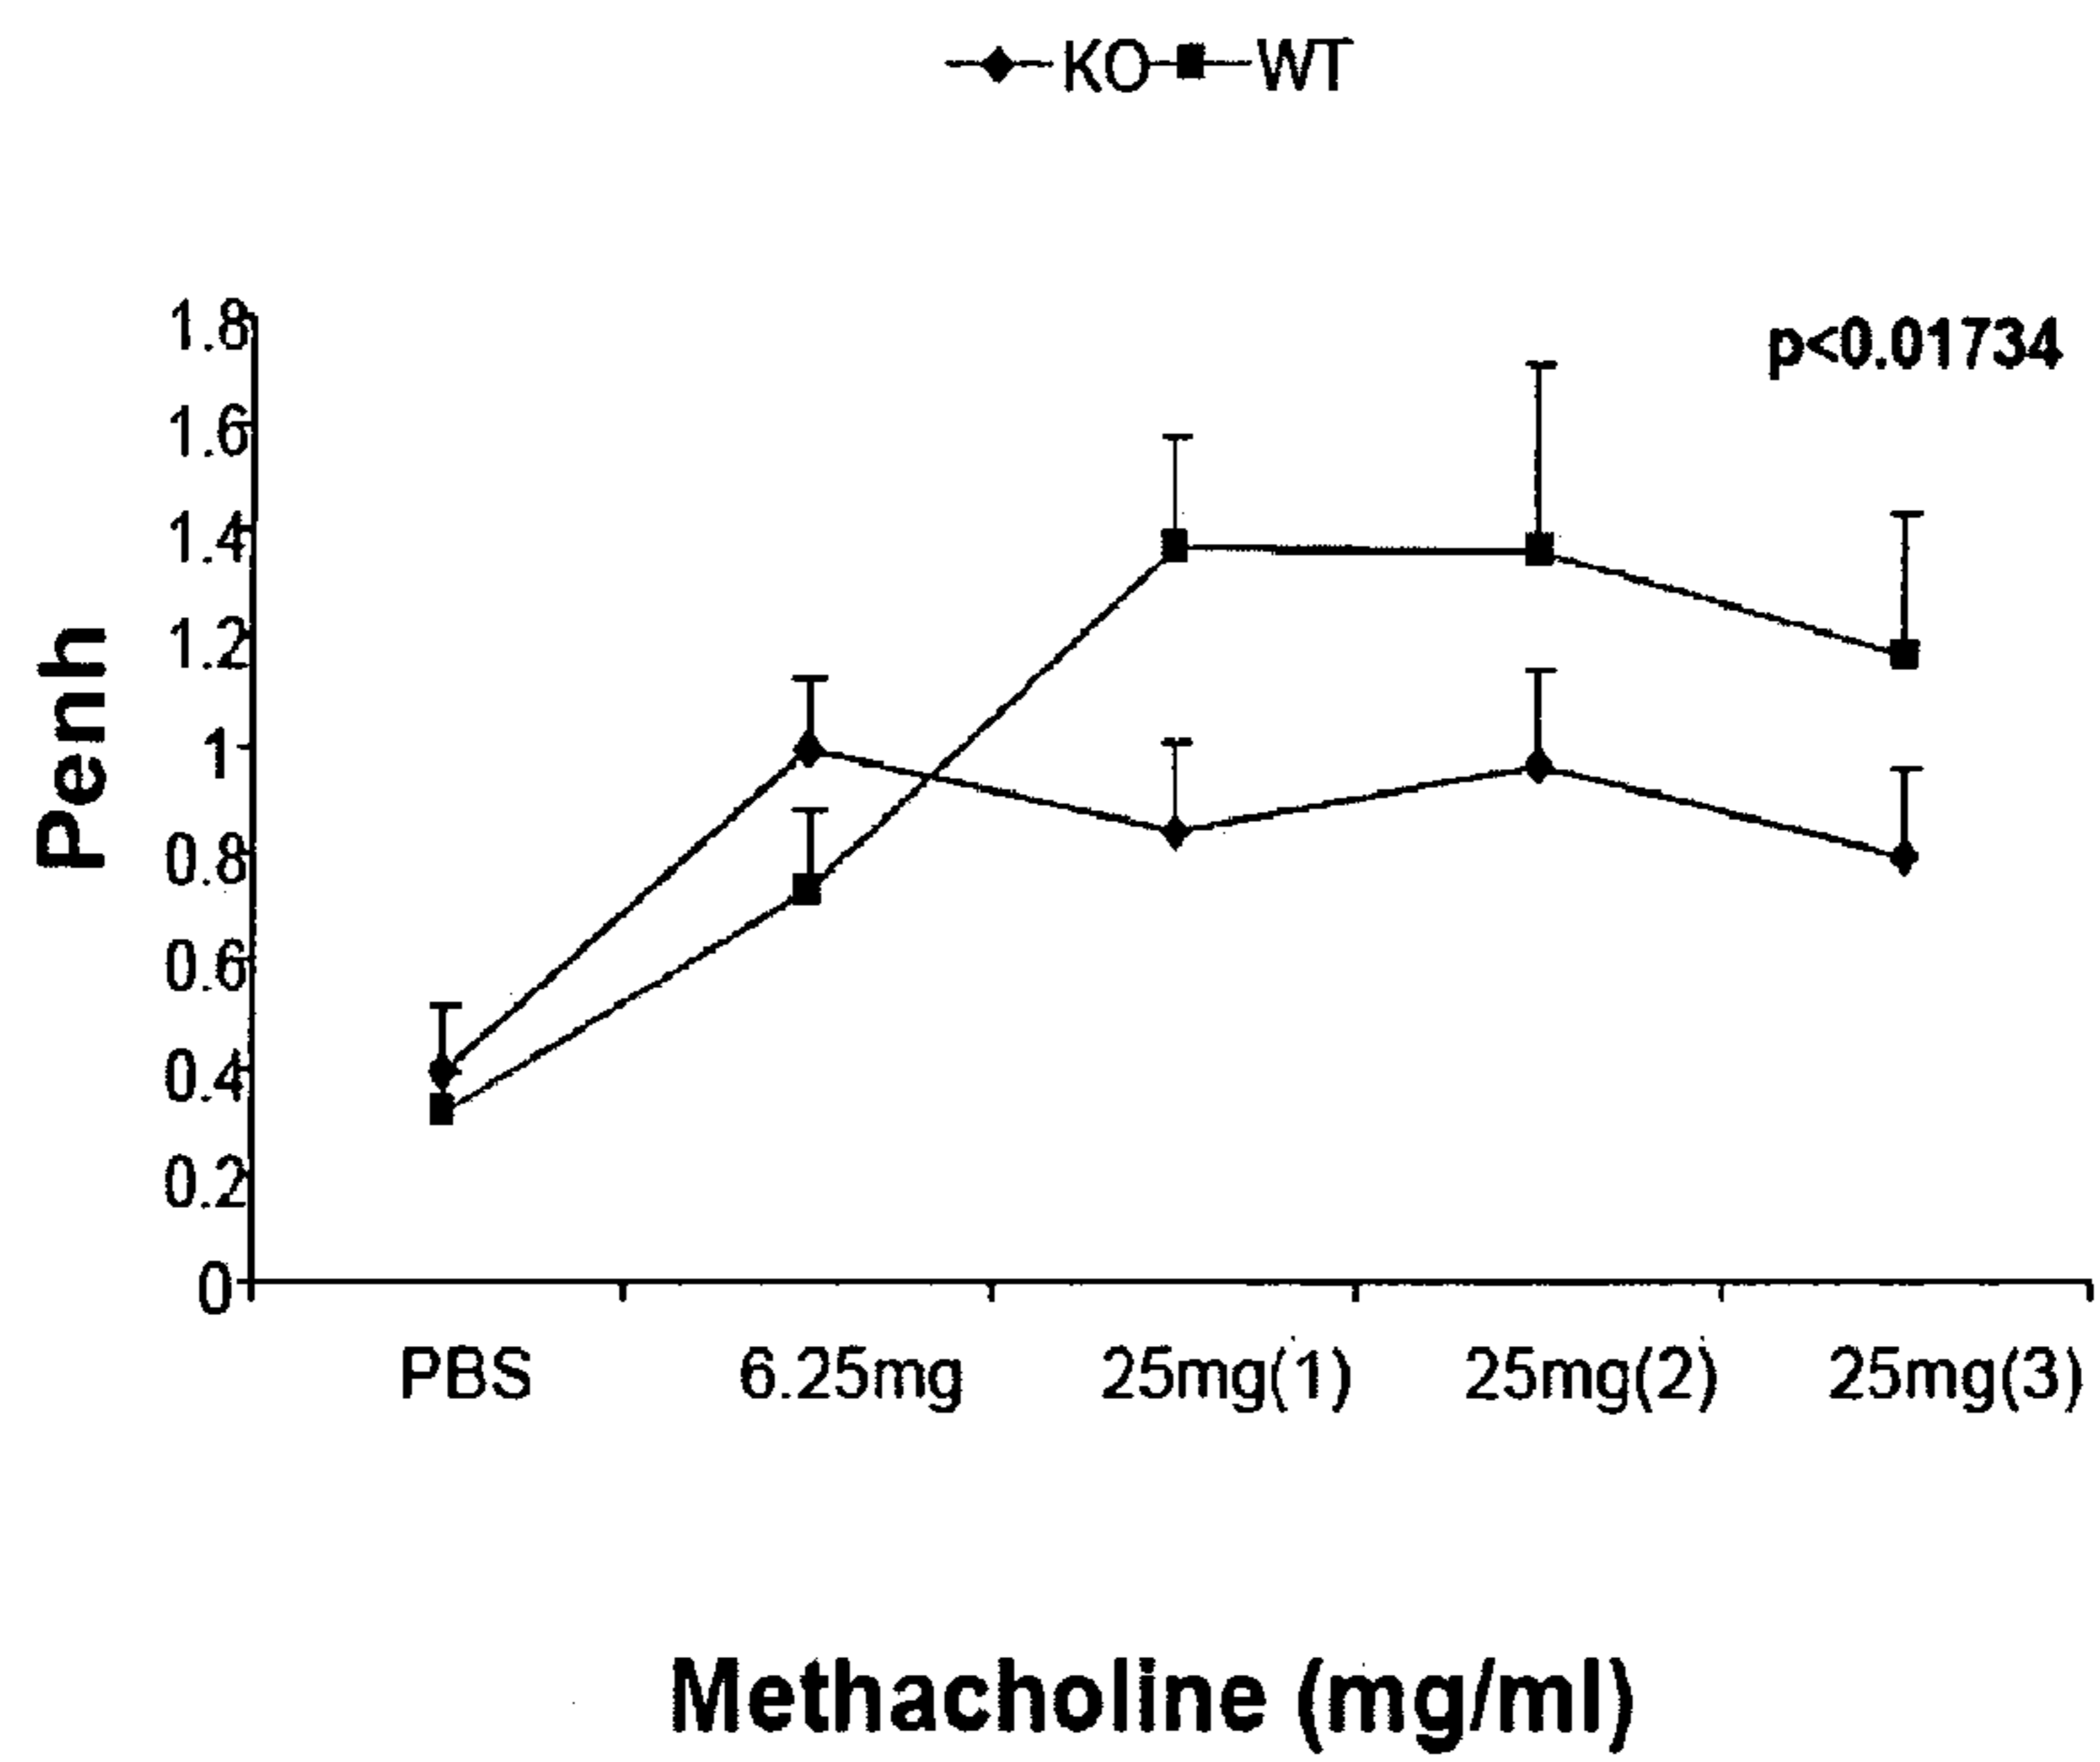 KO WT
1.8
p<0.01734
1.6
1.4
1.2
1
0.8
0.6
0.4
0.2
0
Penh
PBS 6.25mg 25mg(1) 25mg(2) 25mg(3)
Methacholine (mg/ml)